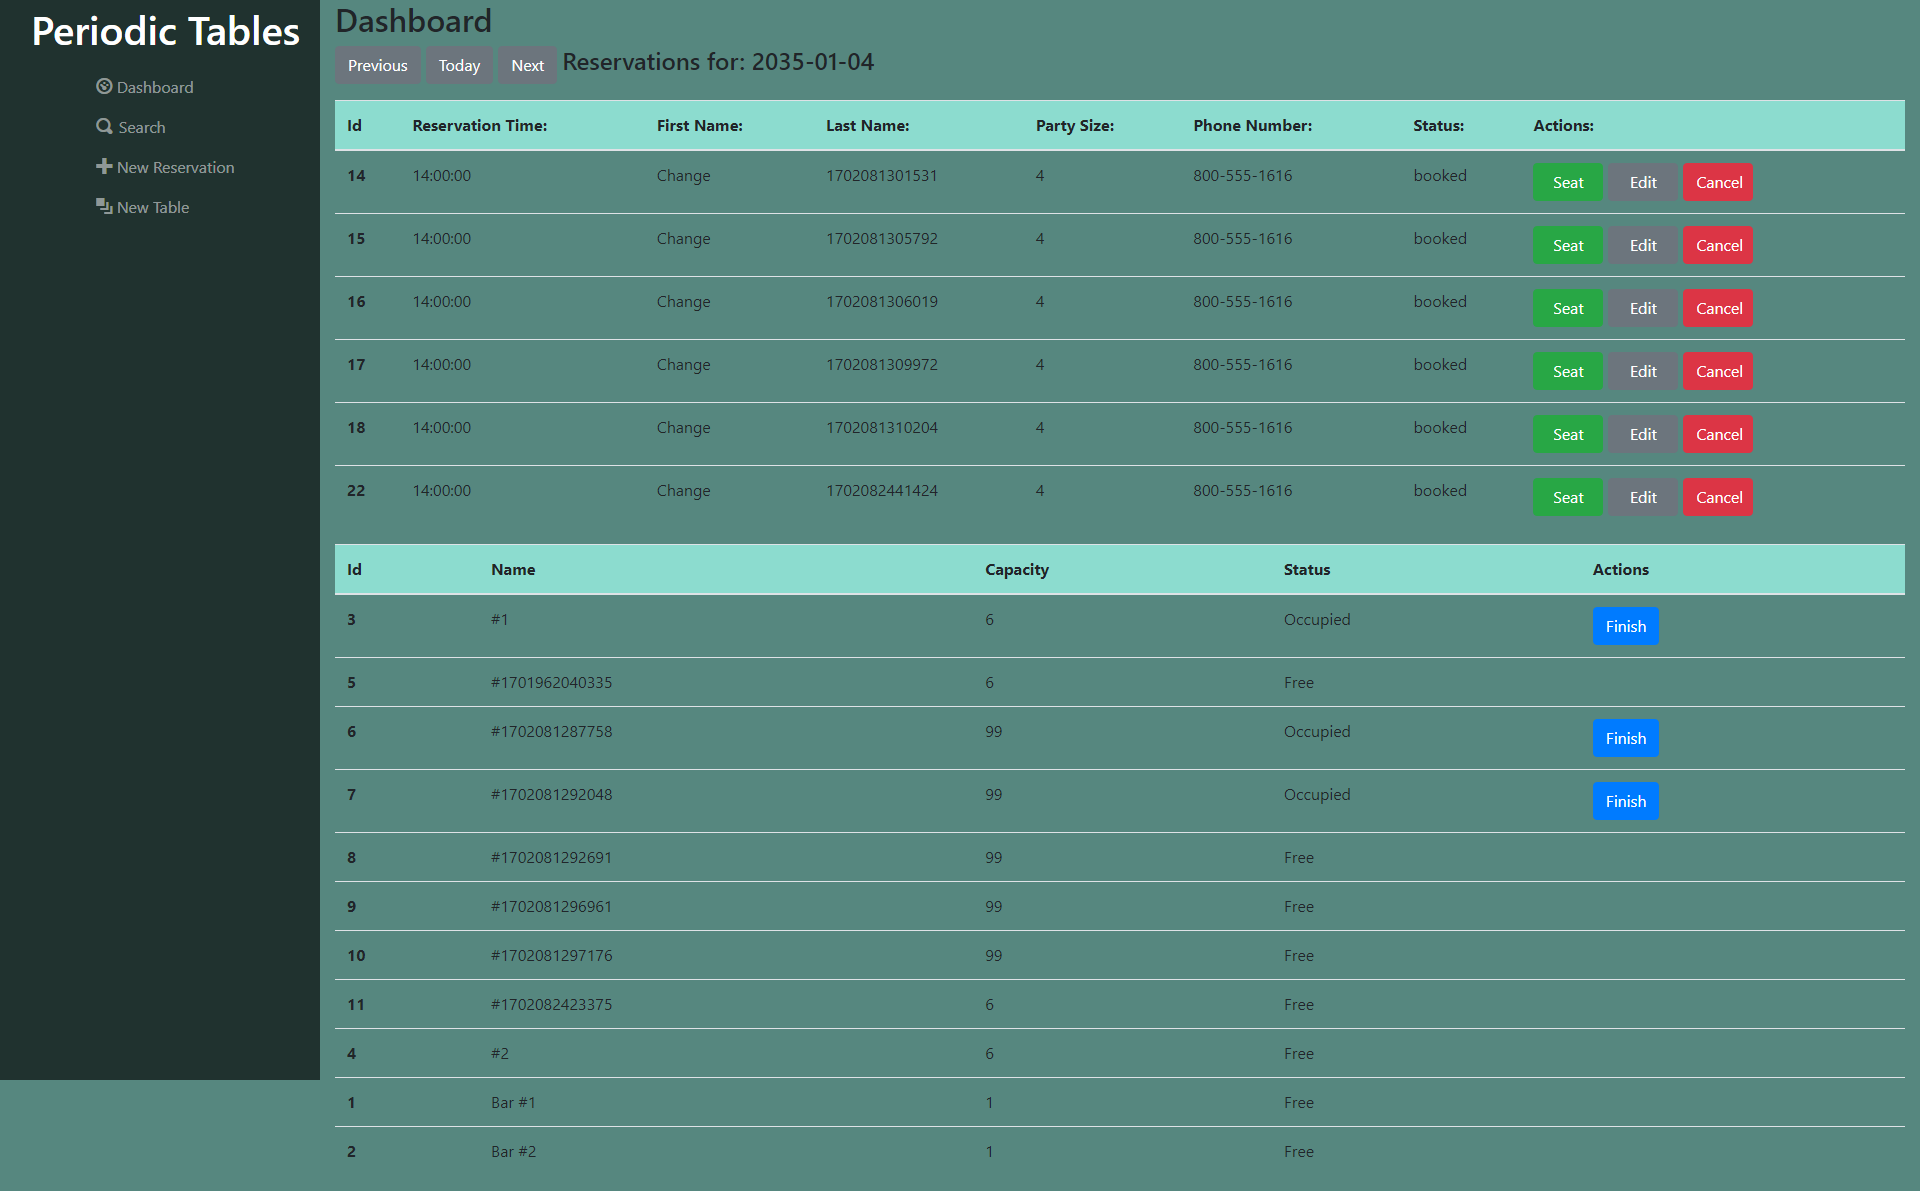 Periodic Tables
Dashboard
Search
New Reservation
New Table
Dashboard
Previous Today Next Reservations for: 2035-01-04
Id Reservation Time: First Name: Last Name: Party Size: Phone Number: Status: Actions:
14 14:00:00 Change 1702081301531 4 800-555-1616 booked Seat Edit Cancel
15 14:00:00 Change 1702081305792 4 800-555-1616 booked Seat Edit Cancel
16 14:00:00 Change 1702081306019 4 800-555-1616 booked Seat Edit Cancel
17 14:00:00 Change 1702081309972 4 800-555-1616 booked Seat Edit Cancel
18 14:00:00 Change 1702081310204 4 800-555-1616 booked Seat Edit Cancel
22 14:00:00 Change 1702082441424 4 800-555-1616 booked Seat Edit Cancel
Id Name Capacity Status Actions
3 #1 6 Occupied Finish
5 #1701962040335 6 Free
6 #1702081287758 99 Occupied Finish
7 #1702081292048 99 Occupied Finish
8 #1702081292691 99 Free
9 #1702081296961 99 Free
10 #1702081297176 99 Free
11 #1702082423375 6 Free
4 #2 6 Free
1 Bar #1 1 Free
2 Bar #2 1 Free